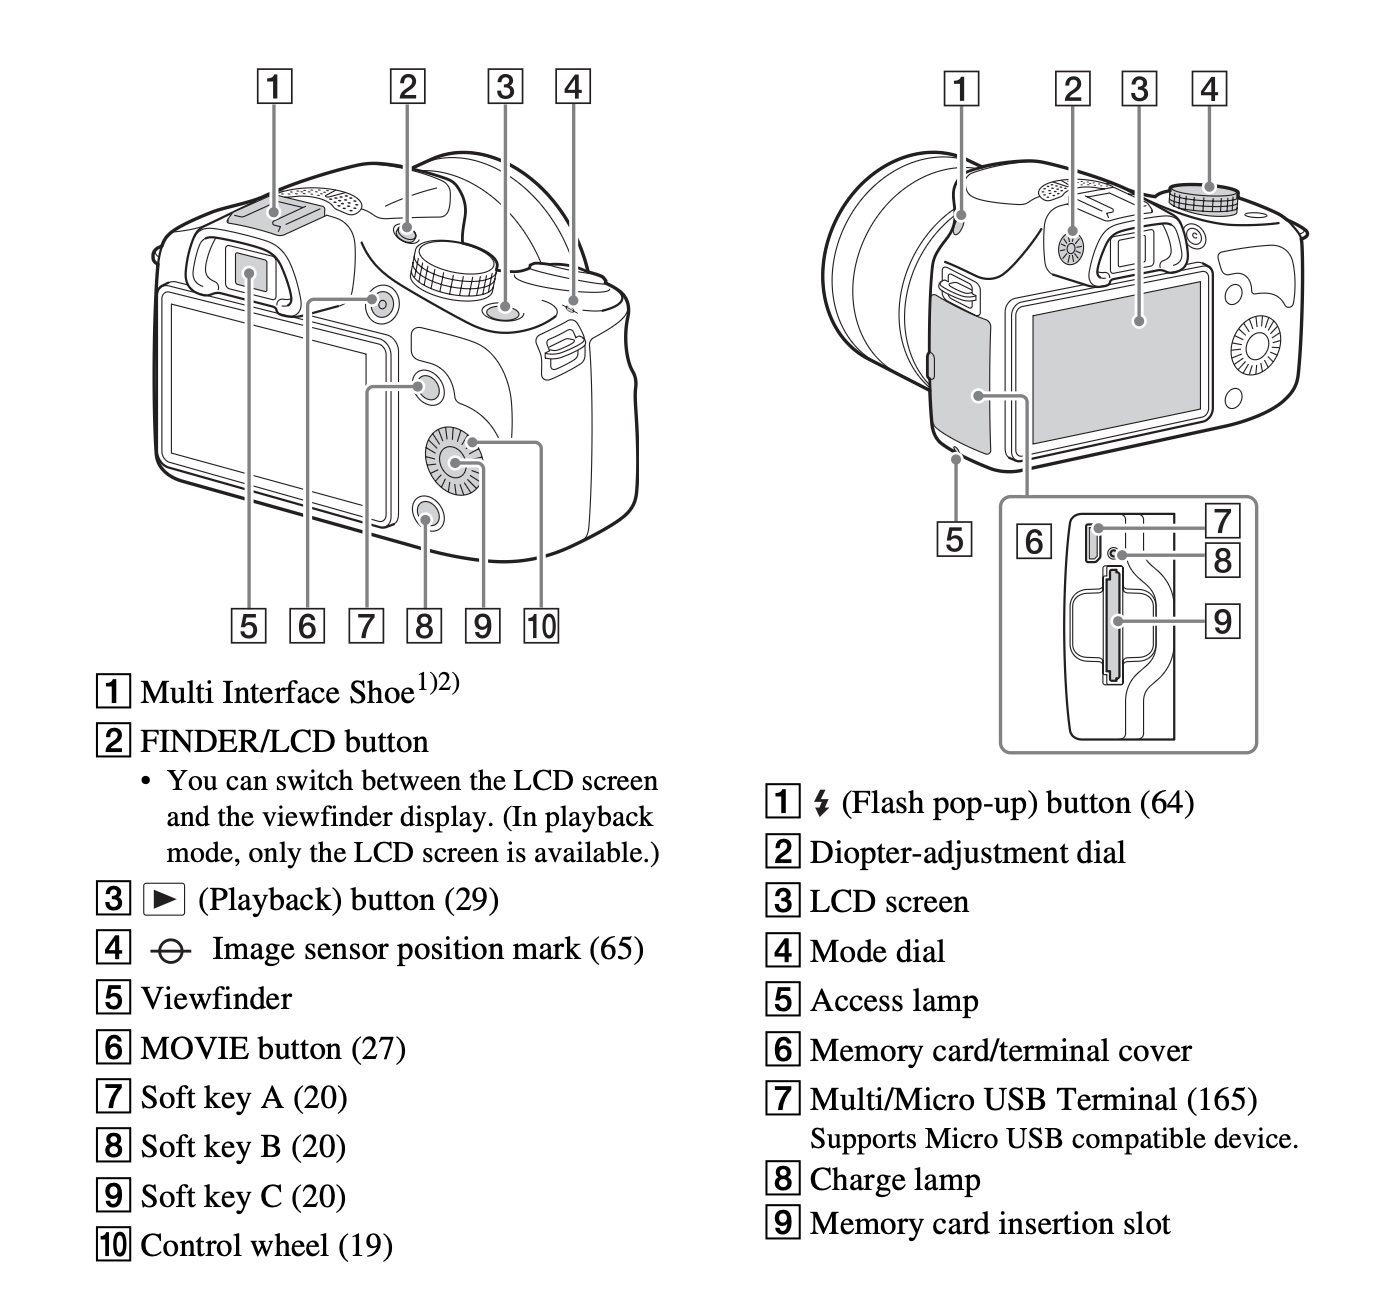 1 2 3 4
5 6 7 8 9 10
1 Multi Interface Shoe1)2)
2 FINDER/LCD button
• You can switch between the LCD screen
and the viewfinder display. (In playback
mode, only the LCD screen is available.)
3 (Playback) button (29)
4 Image sensor position mark (65)
5 Viewfinder
6 MOVIE button (27)
7 Soft key A (20)
8 Soft key B (20)
9 Soft key C (20)
10 Control wheel (19)
1 2 3 4
C
5 6 7
8
9
1 (Flash pop-up) button (64)
2 Diopter-adjustment dial
3 LCD screen
4 Mode dial
5 Access lamp
6 Memory card/terminal cover
7 Multi/Micro USB Terminal (165)
Supports Micro USB compatible device.
8 Charge lamp
9 Memory card insertion slot